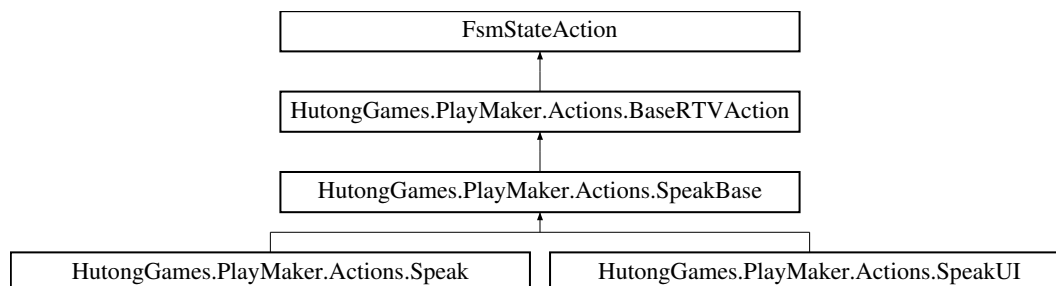 FsmStateAction
HutongGames.PlayMaker.Actions.BaseRTVAction
HutongGames.PlayMaker.Actions.SpeakBase
HutongGames.PlayMaker.Actions.Speak
HutongGames.PlayMaker.Actions.SpeakUI